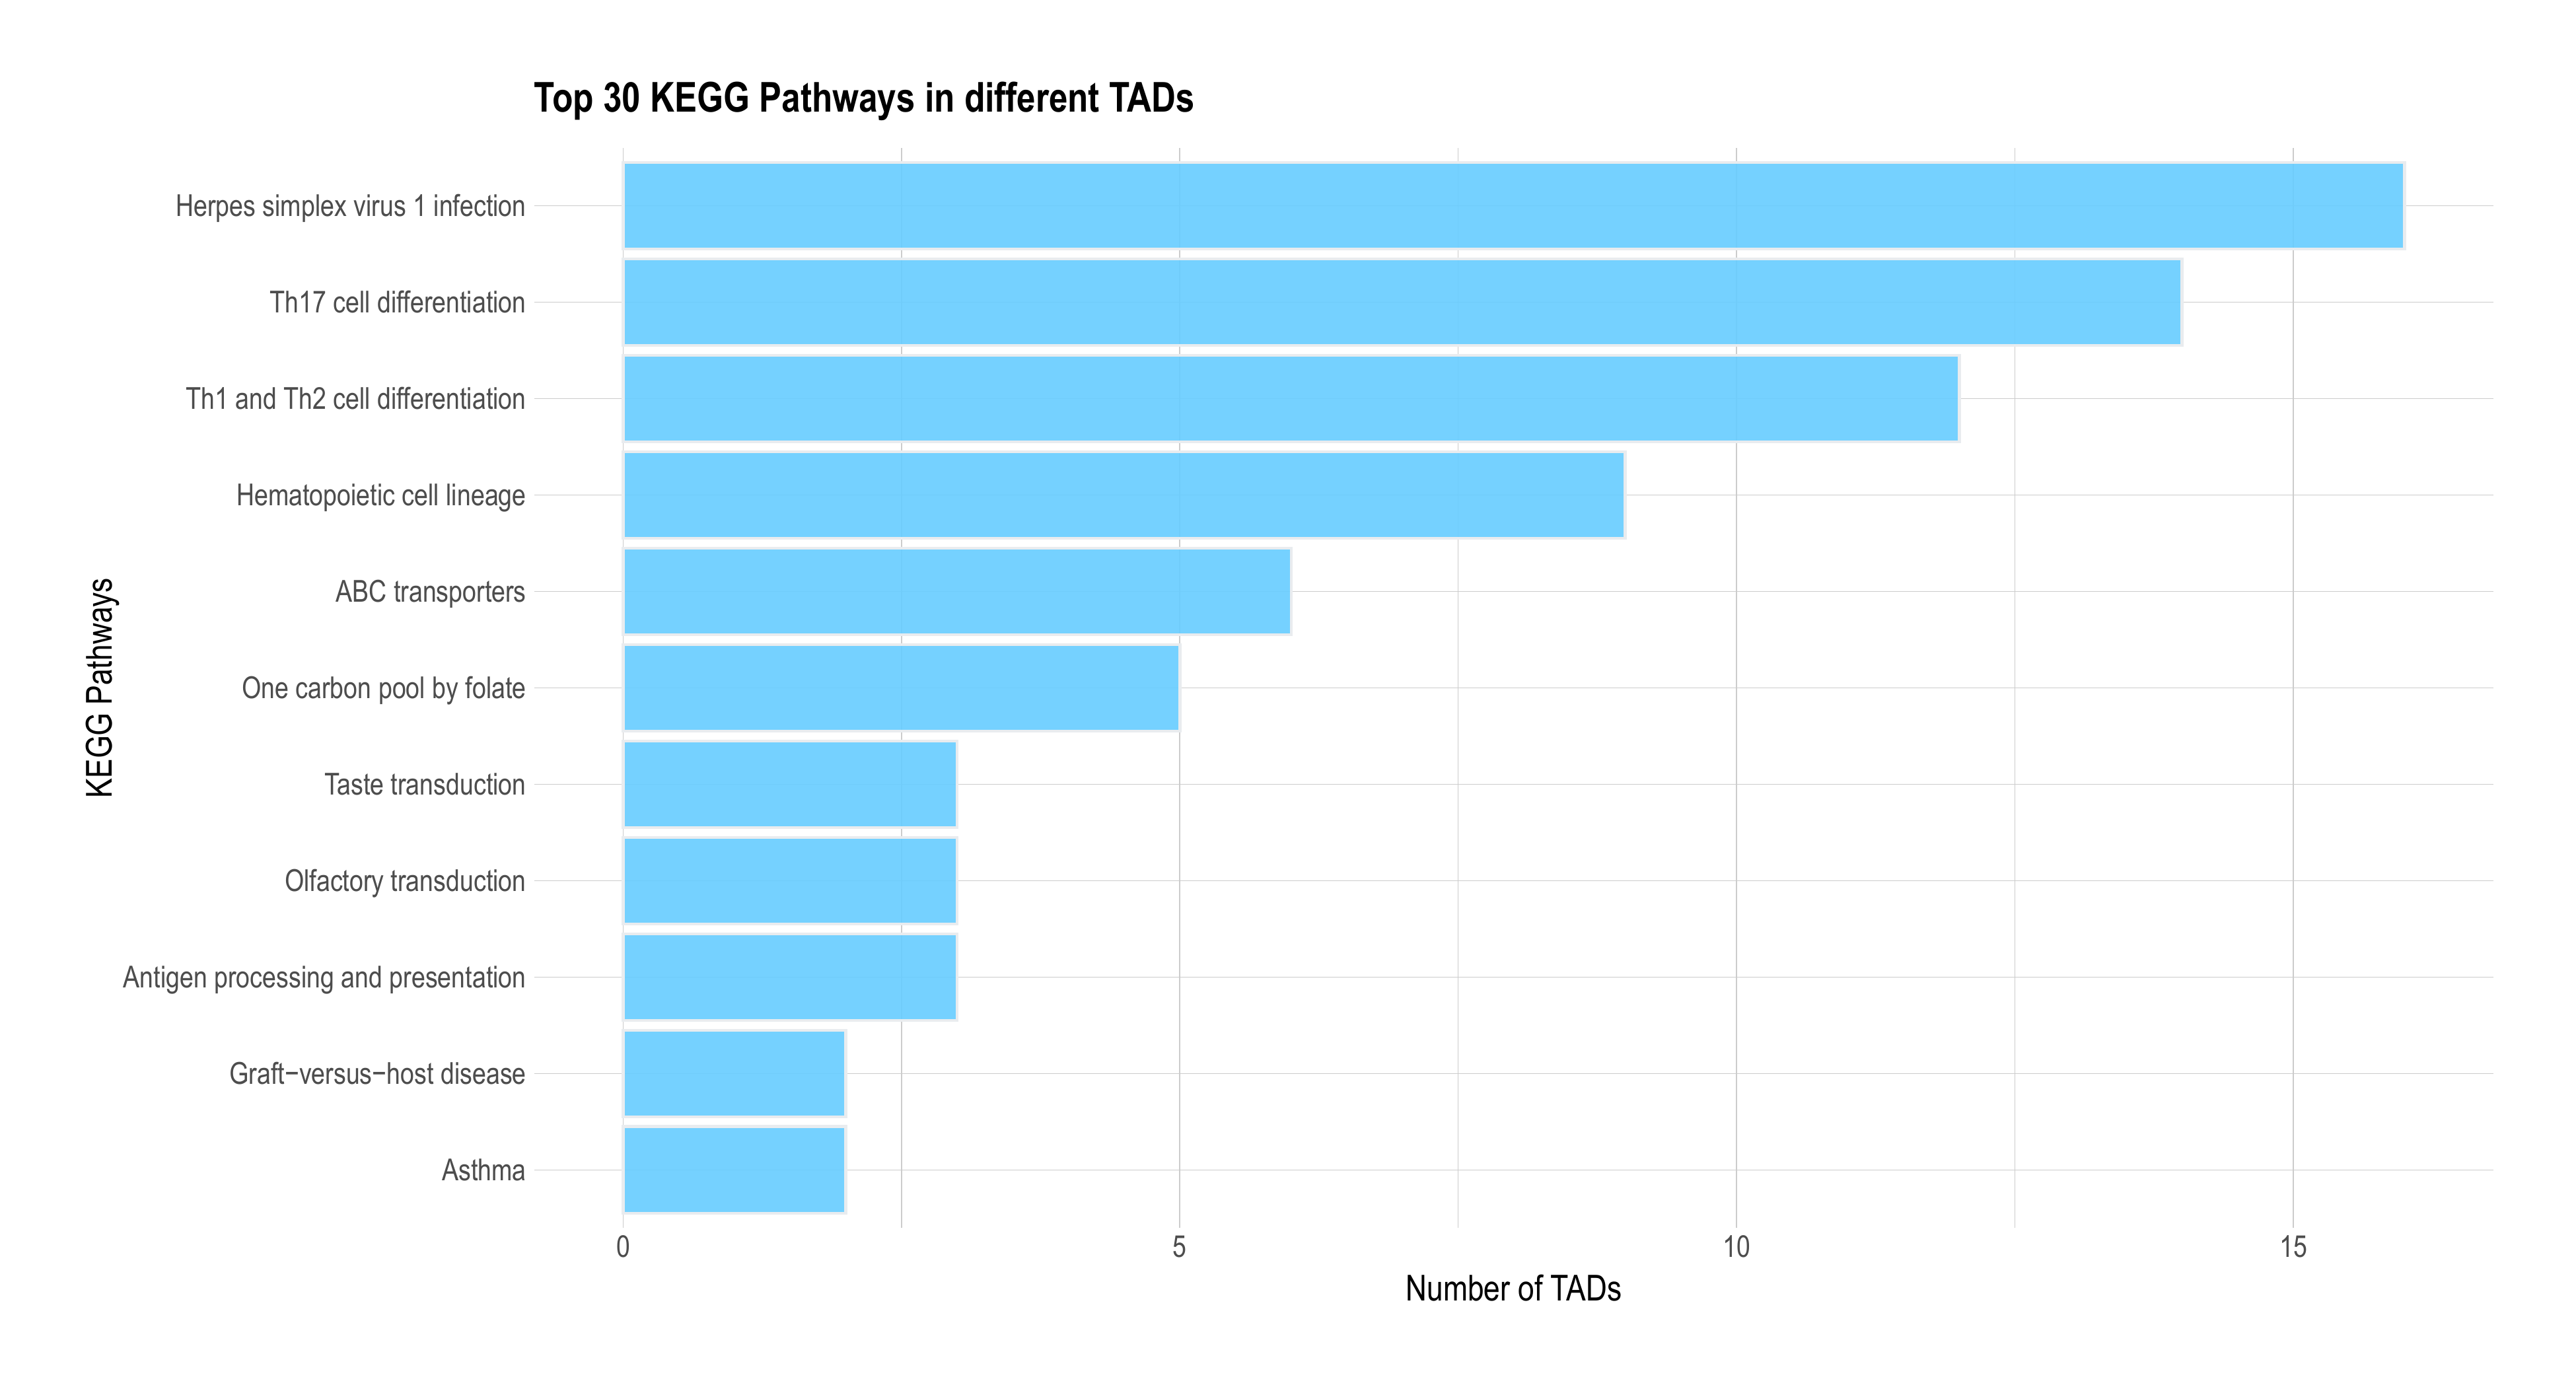 Top 30 KEGG Pathways in different TADs
Herpes simplex virus 1 infection
Th17 cell differentiation
Th1 and Th2 cell differentiation
Hematopoietic cell lineage
ABC transporters
One carbon pool by folate
Taste transduction
Olfactory transduction
Antigen processing and presentation
Graft−versus−host disease
Asthma
KEGG Pathways
0 5 10 15
Number of TADs